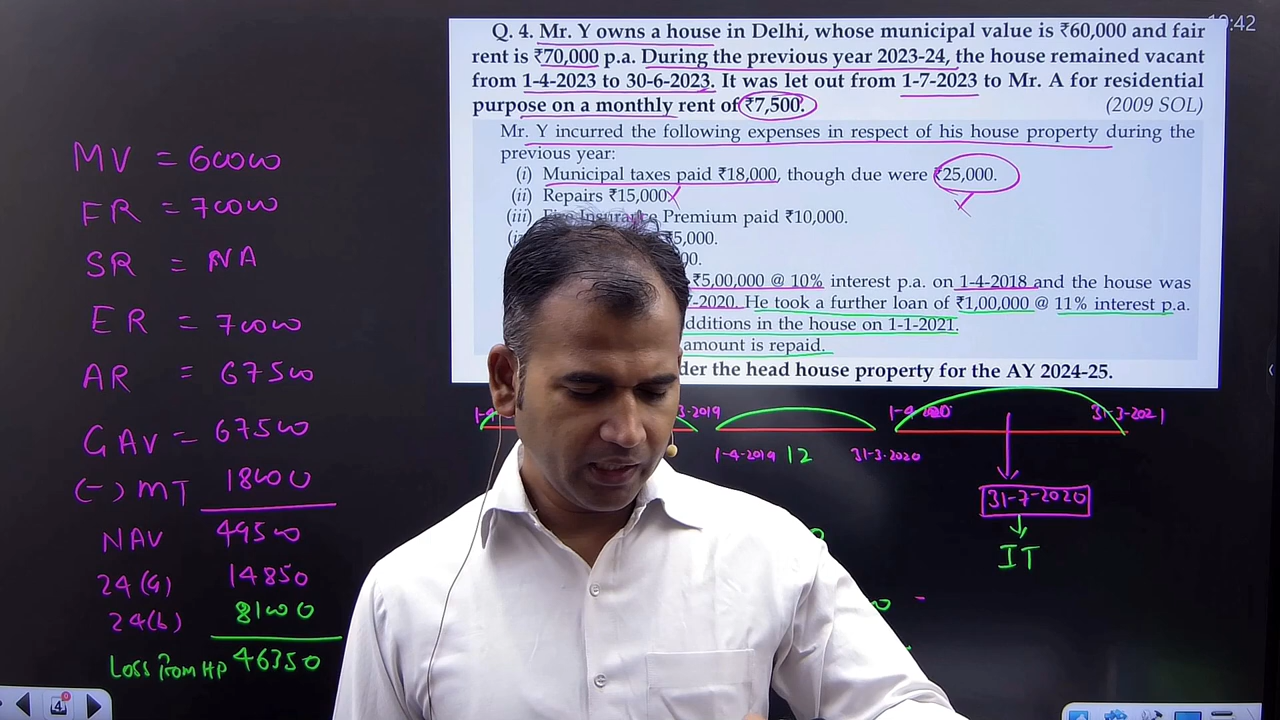 Q. 4. Mr. Y owns a house in Delhi, whose municipal value is ₹60,000 and fair
rent is ₹70,000 p.a. During the previous year 2023-24, the house remained vacant
from 1-4-2023 to 30-6-2023. It was let out from 1-7-2023 to Mr. A for residential
purpose on a monthly rent of ₹7,500. (2009 SOL)
Mr. Y incurred the following expenses in respect of his house property during the
previous year:
(i) Municipal taxes paid ₹18,000, though due were ₹25,000.
(ii) Repairs ₹15,000
(iii) Fire Insurance Premium paid ₹10,000.
₹5,000.
₹5,00,000 @ 10% interest p.a. on 1-4-2018 and the house was
-2020. He took a further loan of ₹1,00,000 @ 11% interest p.a.
dditions in the house on 1-1-2021.
amount is repaid.
der the head house property for the AY 2024-25.
:42
MV = 60000
FR = 70000
SR = NA
ER = 70000
AR = 67500
GAV = 67500
(-) MT 18000
NAV 49500
24(a) 14850
24(b) 81000
Loss from HP 46350
3-2019
1-4-2019 12 31-3-2020
1-4-2020 31-3-2021
31-7-2020
IT
4